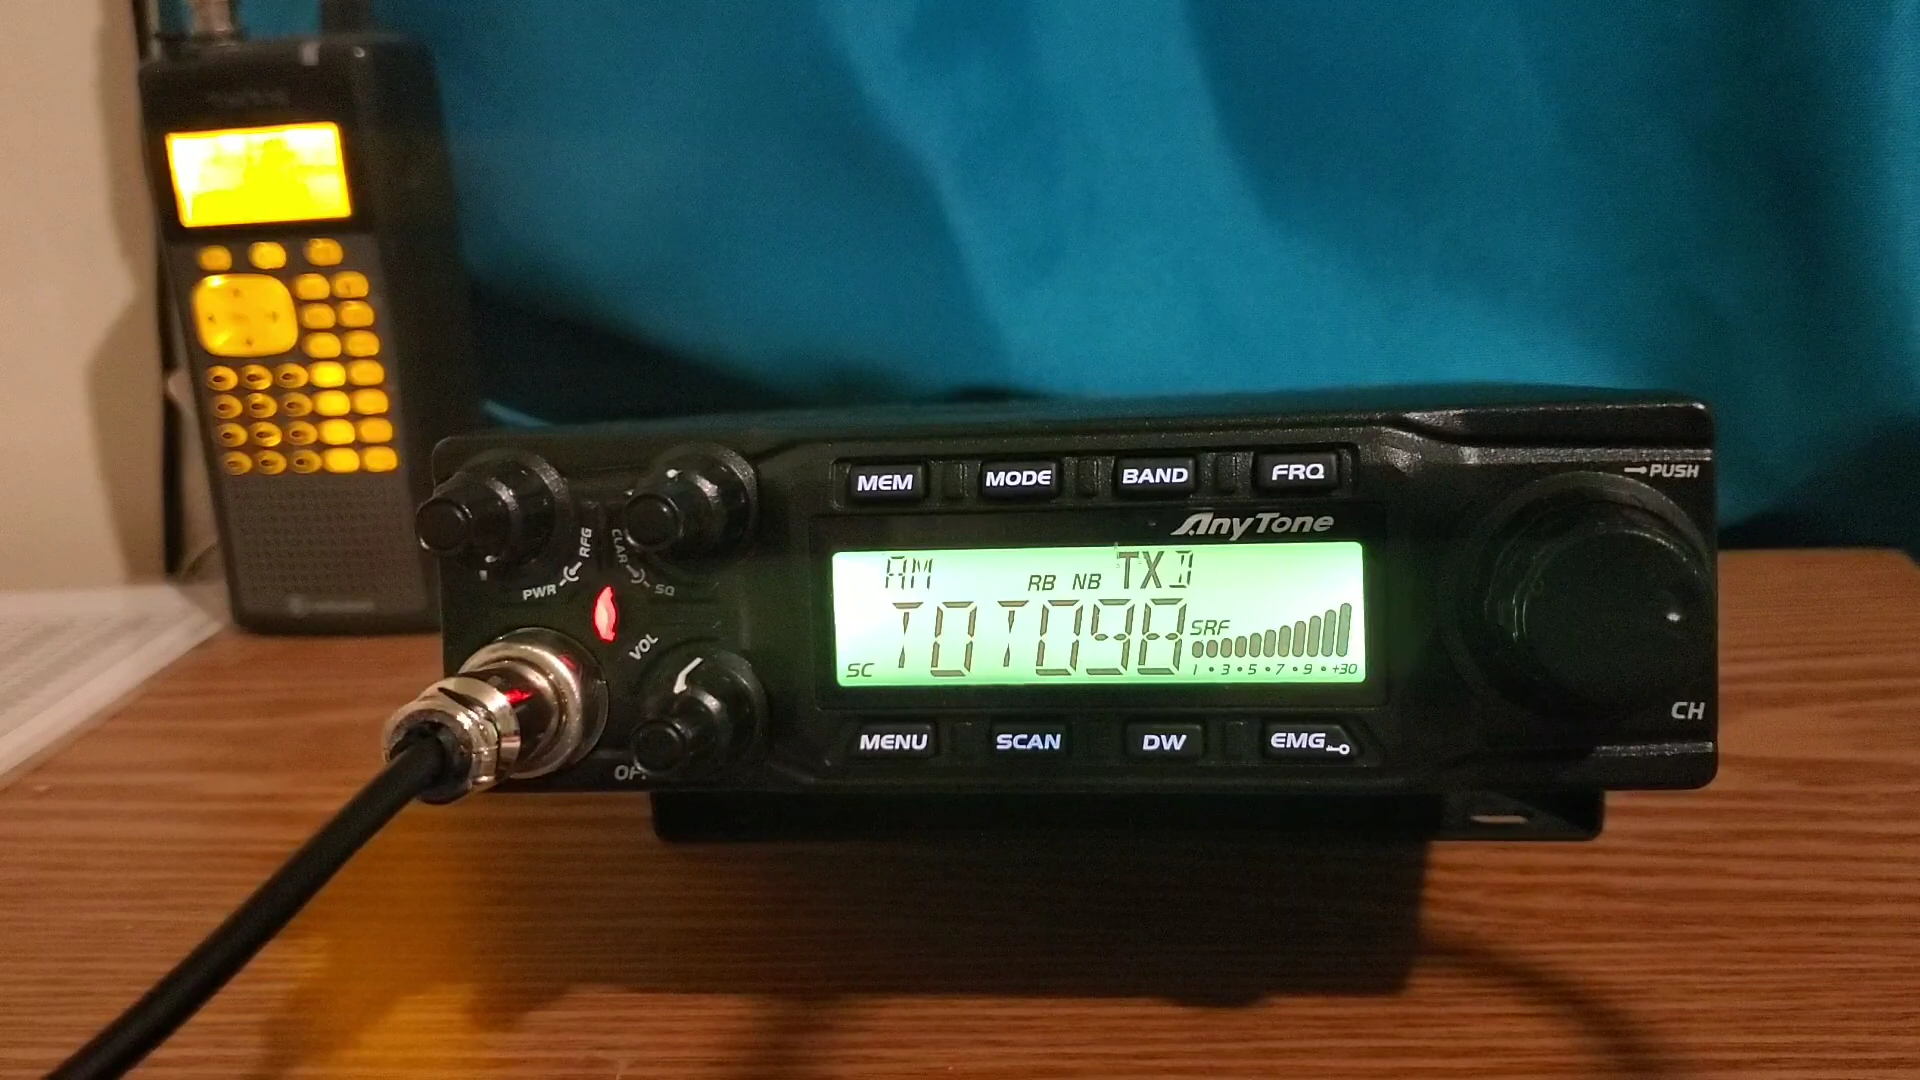 MEM MODE BAND FRQ
PUSH
AnyTone
RFG CLAR
PWR SQ
AM RB NB TX
TOT098 SRF
SC 1 • 3 • 5 • 7 • 9 • +30
VOL
CH
MENU SCAN DW EMG